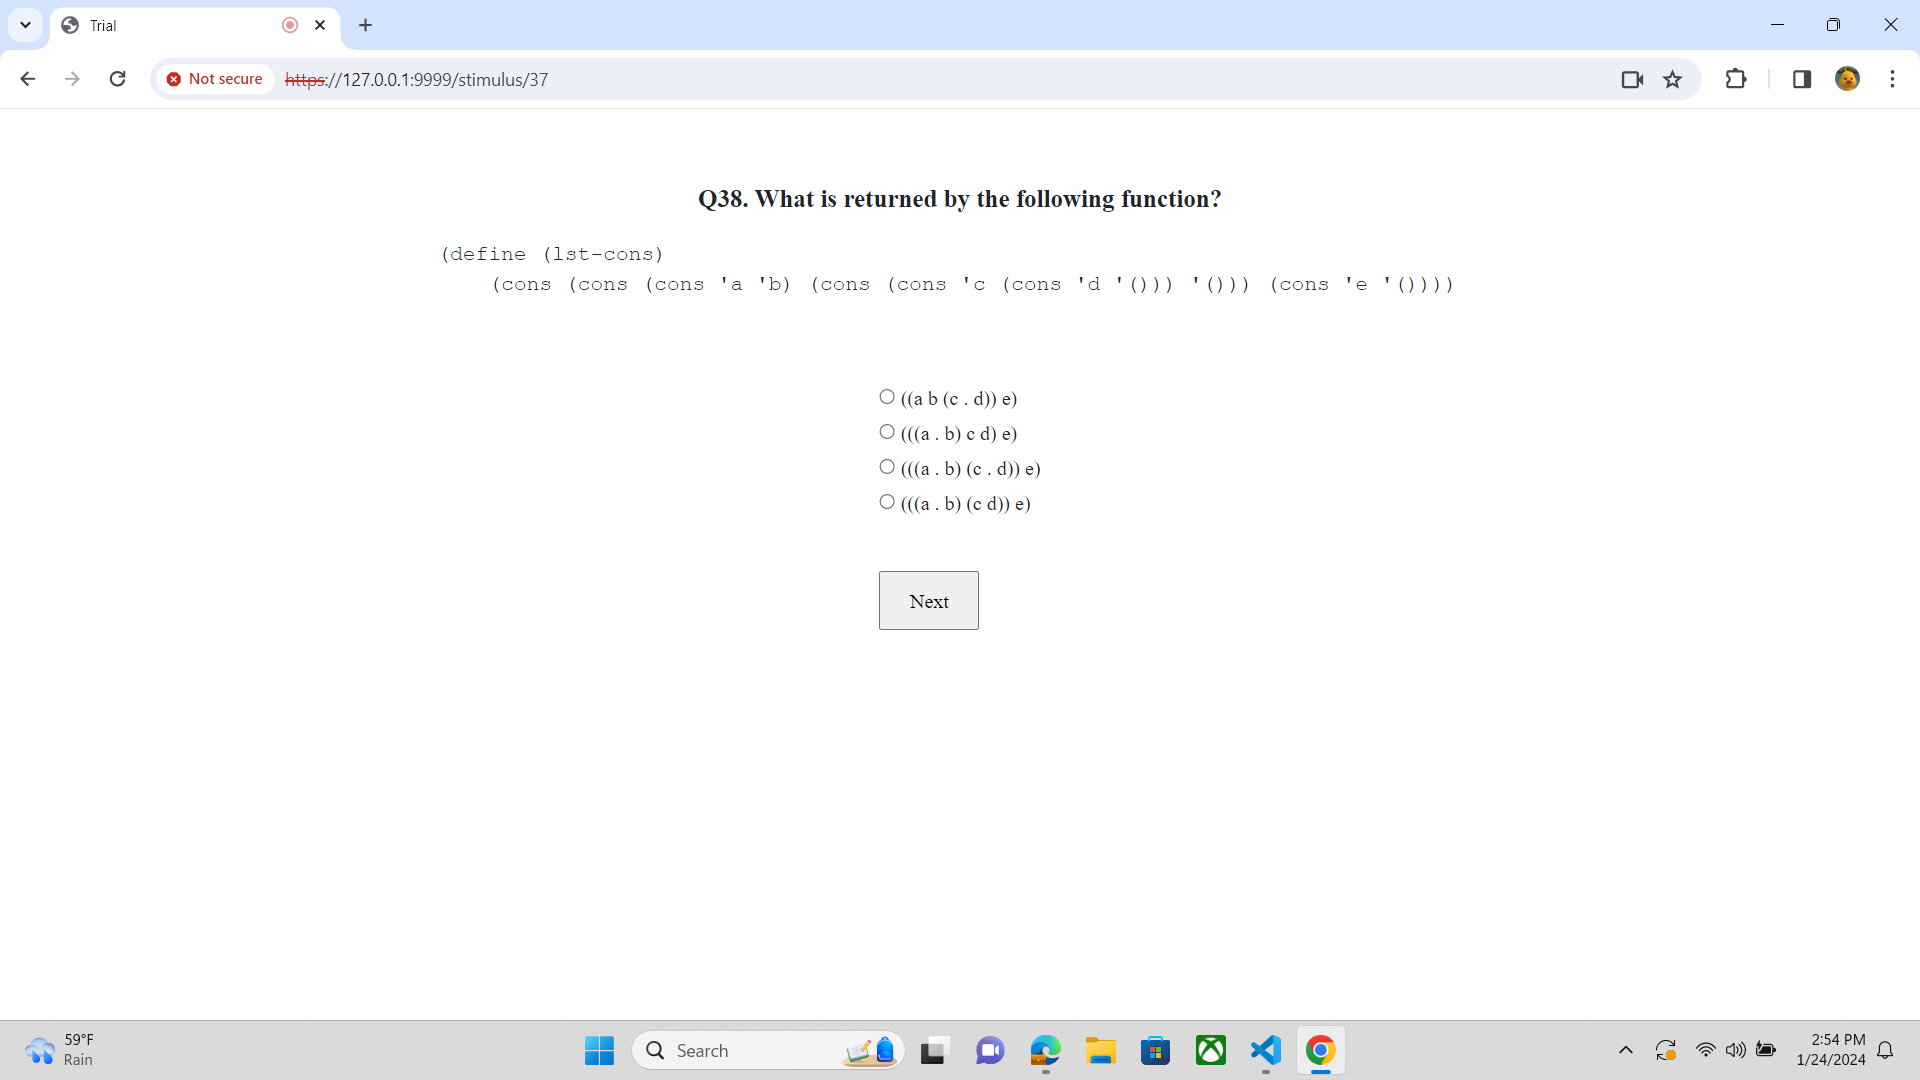 Trial
Not secure
https://127.0.0.1:9999/stimulus/37
Q38. What is returned by the following function?
(define (lst-cons)
(cons (cons (cons 'a 'b) (cons (cons 'c (cons 'd '())) '())) (cons 'e '())))
((a b (c . d)) e)
(((a . b) c d) e)
(((a . b) (c . d)) e)
(((a . b) (c d)) e)
Next
59°F
Rain
Search
2:54 PM
1/24/2024